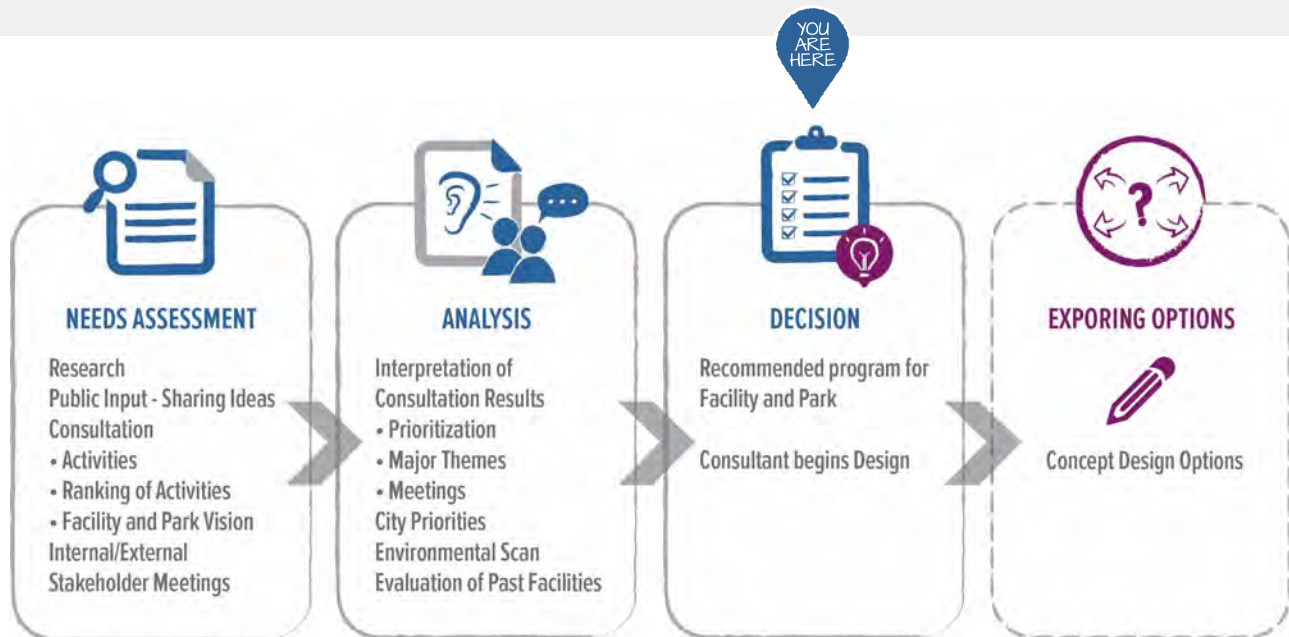 YOU
ARE
HERE
NEEDS ASSESSMENT
Research
Public Input - Sharing Ideas
Consultation
• Activities
• Ranking of Activities
• Facility and Park Vision
Internal/External
Stakeholder Meetings
ANALYSIS
Interpretation of
Consultation Results
• Prioritization
• Major Themes
• Meetings
City Priorities
Environmental Scan
Evaluation of Past Facilities
DECISION
Recommended program for
Facility and Park
Consultant begins Design
EXPORING OPTIONS
?
Concept Design Options